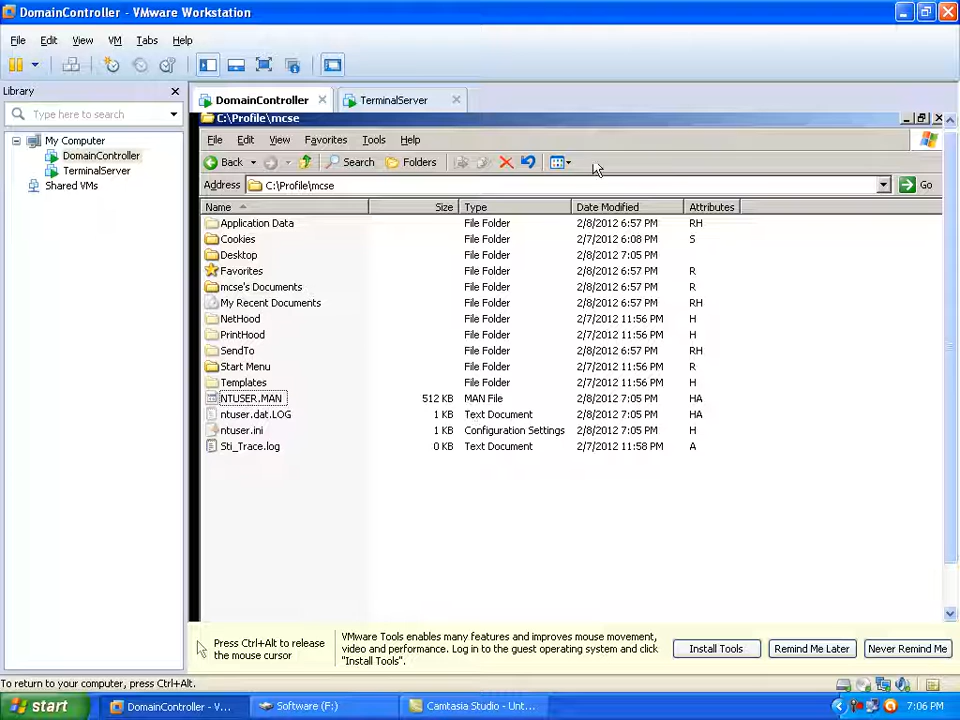 DomainController - VMware Workstation
File Edit View VM Tabs Help
Library
Type here to search
My Computer
DomainController
TerminalServer
Shared VMs
DomainController TerminalServer
C:\Profile\mcse
File Edit View Favorites Tools Help
Back Search Folders
Address C:\Profile\mcse Go
Name Size Type Date Modified Attributes
Application Data File Folder 2/8/2012 6:57 PM RH
Cookies File Folder 2/7/2012 6:08 PM S
Desktop File Folder 2/8/2012 7:05 PM
Favorites File Folder 2/8/2012 6:57 PM R
mcse's Documents File Folder 2/8/2012 6:57 PM R
My Recent Documents File Folder 2/8/2012 6:57 PM RH
NetHood File Folder 2/7/2012 11:56 PM H
PrintHood File Folder 2/7/2012 11:56 PM H
SendTo File Folder 2/8/2012 6:57 PM RH
Start Menu File Folder 2/7/2012 11:56 PM R
Templates File Folder 2/7/2012 11:56 PM H
NTUSER.MAN 512 KB MAN File 2/8/2012 7:05 PM HA
ntuser.dat.LOG 1 KB Text Document 2/8/2012 7:05 PM HA
ntuser.ini 1 KB Configuration Settings 2/8/2012 7:05 PM H
Sti_Trace.log 0 KB Text Document 2/7/2012 11:58 PM A
Press Ctrl+Alt to release
the mouse cursor
VMware Tools enables many features and improves mouse movement,
video and performance. Log in to the guest operating system and click
"Install Tools".
Install Tools Remind Me Later Never Remind Me
To return to your computer, press Ctrl+Alt.
start DomainController - V... Software (F:) Camtasia Studio - Unt... 7:06 PM